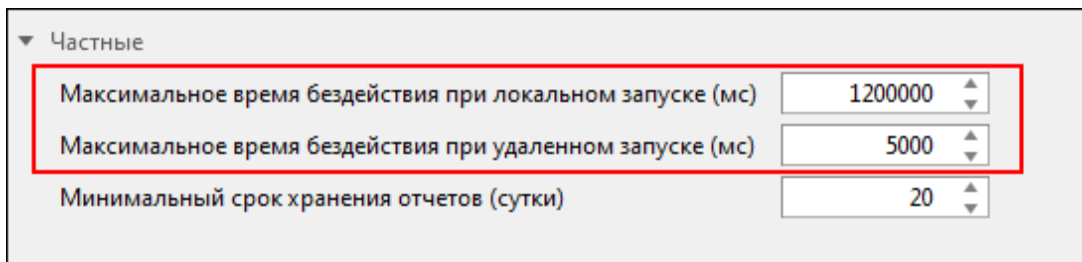 Частные
Максимальное время бездействия при локальном запуске (мс) 1200000
Максимальное время бездействия при удаленном запуске (мс) 5000
Минимальный срок хранения отчетов (сутки) 20